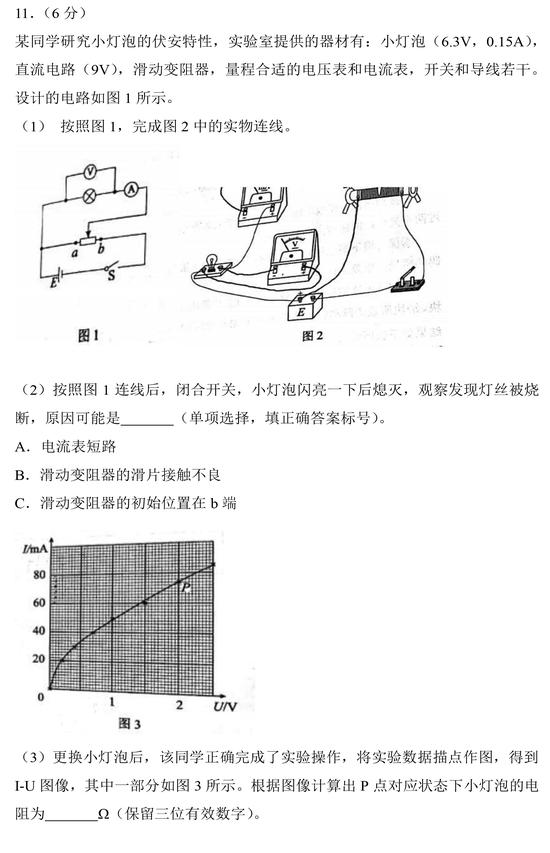 11.（6 分）
某同学研究小灯泡的伏安特性，实验室提供的器材有：小灯泡（6.3V，0.15A），
直流电路（9V），滑动变阻器，量程合适的电压表和电流表，开关和导线若干。
设计的电路如图 1 所示。
（1） 按照图 1，完成图 2 中的实物连线。
V
A
a b
E S
V
E
图1
图2
（2）按照图 1 连线后，闭合开关，小灯泡闪亮一下后熄灭，观察发现灯丝被烧
断，原因可能是_______（单项选择，填正确答案标号）。
A．电流表短路
B．滑动变阻器的滑片接触不良
C．滑动变阻器的初始位置在 b 端
I/mA
80
60
40
20
0
1
2
U/V
P
图3
（3）更换小灯泡后，该同学正确完成了实验操作，将实验数据描点作图，得到
I-U 图像，其中一部分如图 3 所示。根据图像计算出 P 点对应状态下小灯泡的电
阻为_______Ω（保留三位有效数字）。